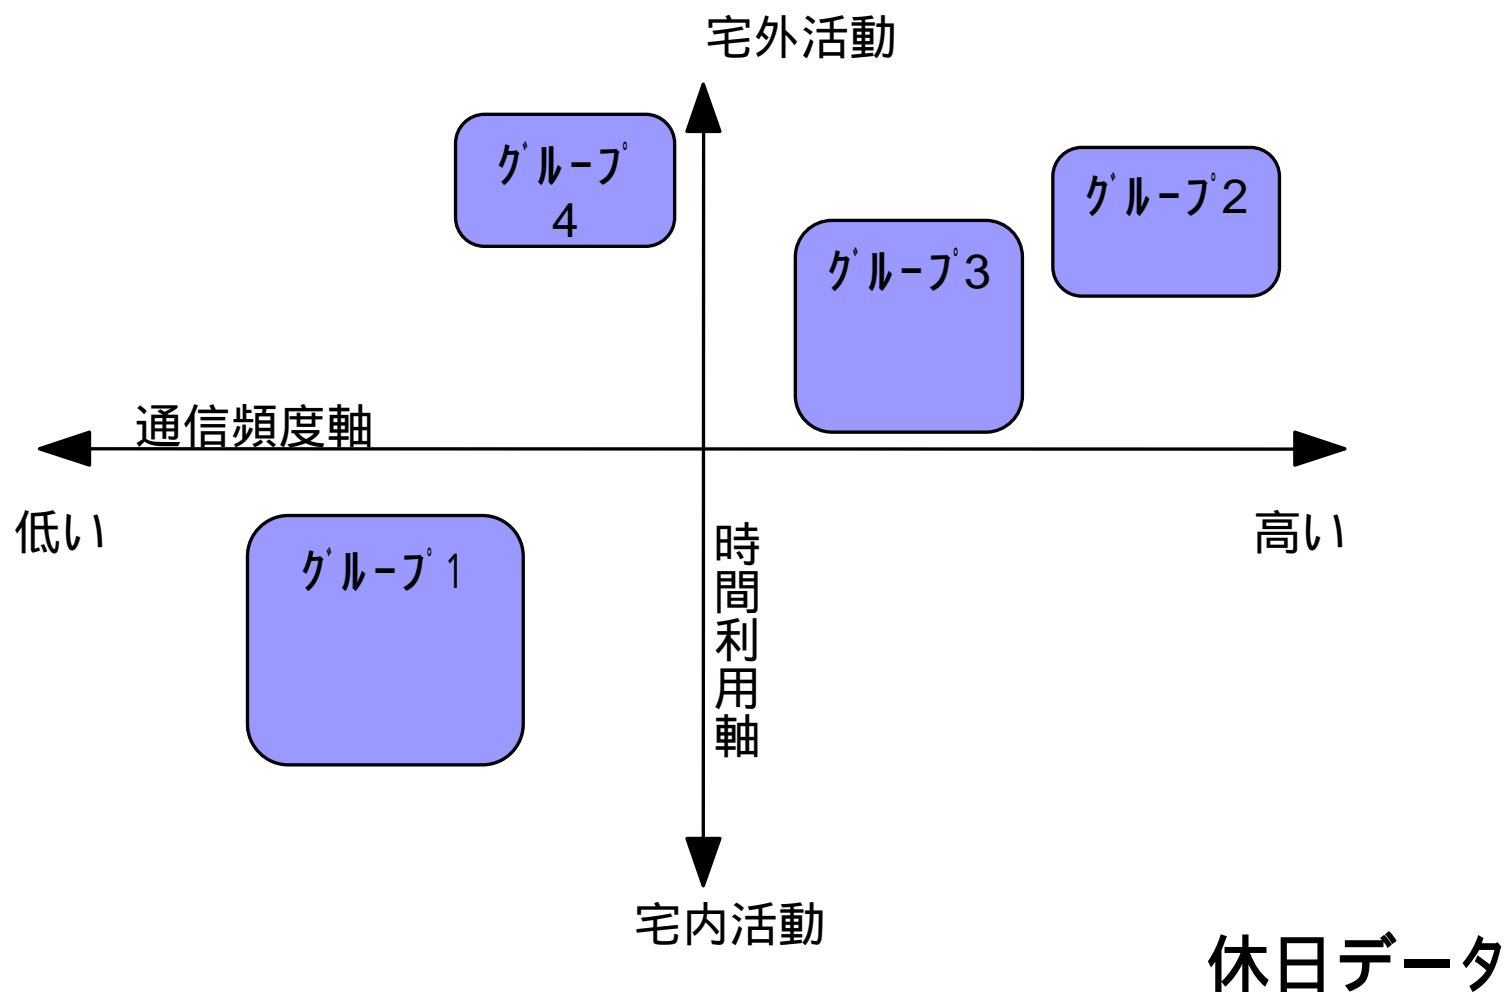 宅外活動
ｸﾞﾙｰﾌﾟ
4
ｸﾞﾙｰﾌﾟ2
ｸﾞﾙｰﾌﾟ3
通信頻度軸
低い
高い
ｸﾞﾙｰﾌﾟ1
時間利用軸
宅内活動
休日データ